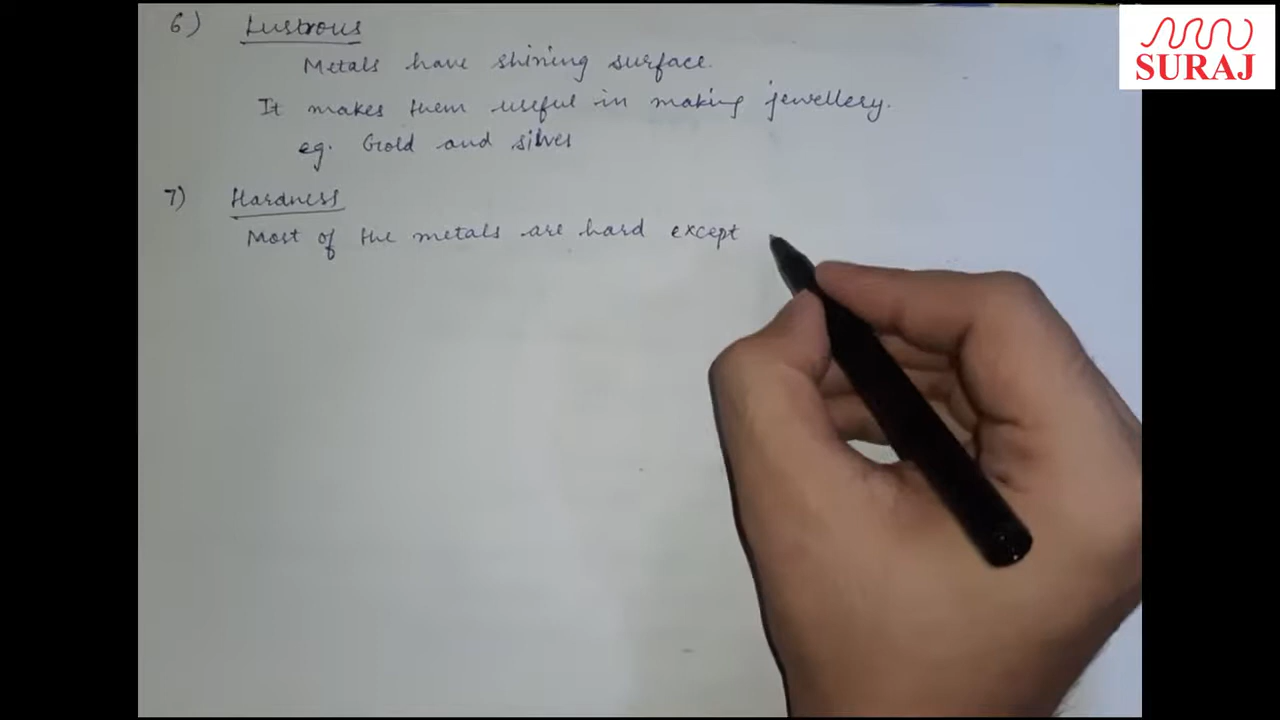 6) Lustrous
SURAJ
Metals have shining surface.
It makes them useful in making jewellery.
eg. Gold and silver
7) Hardness
Most of the metals are hard except